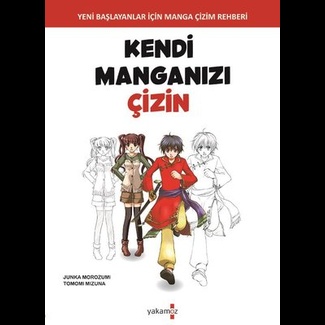 YENİ BAŞLAYANLAR İÇİN MANGA ÇİZİM REHBERİ
KENDİ
MANGANIZI
ÇİZİN
JUNKA MOROZUMI
TOMOMI MIZUNA
yakamoz